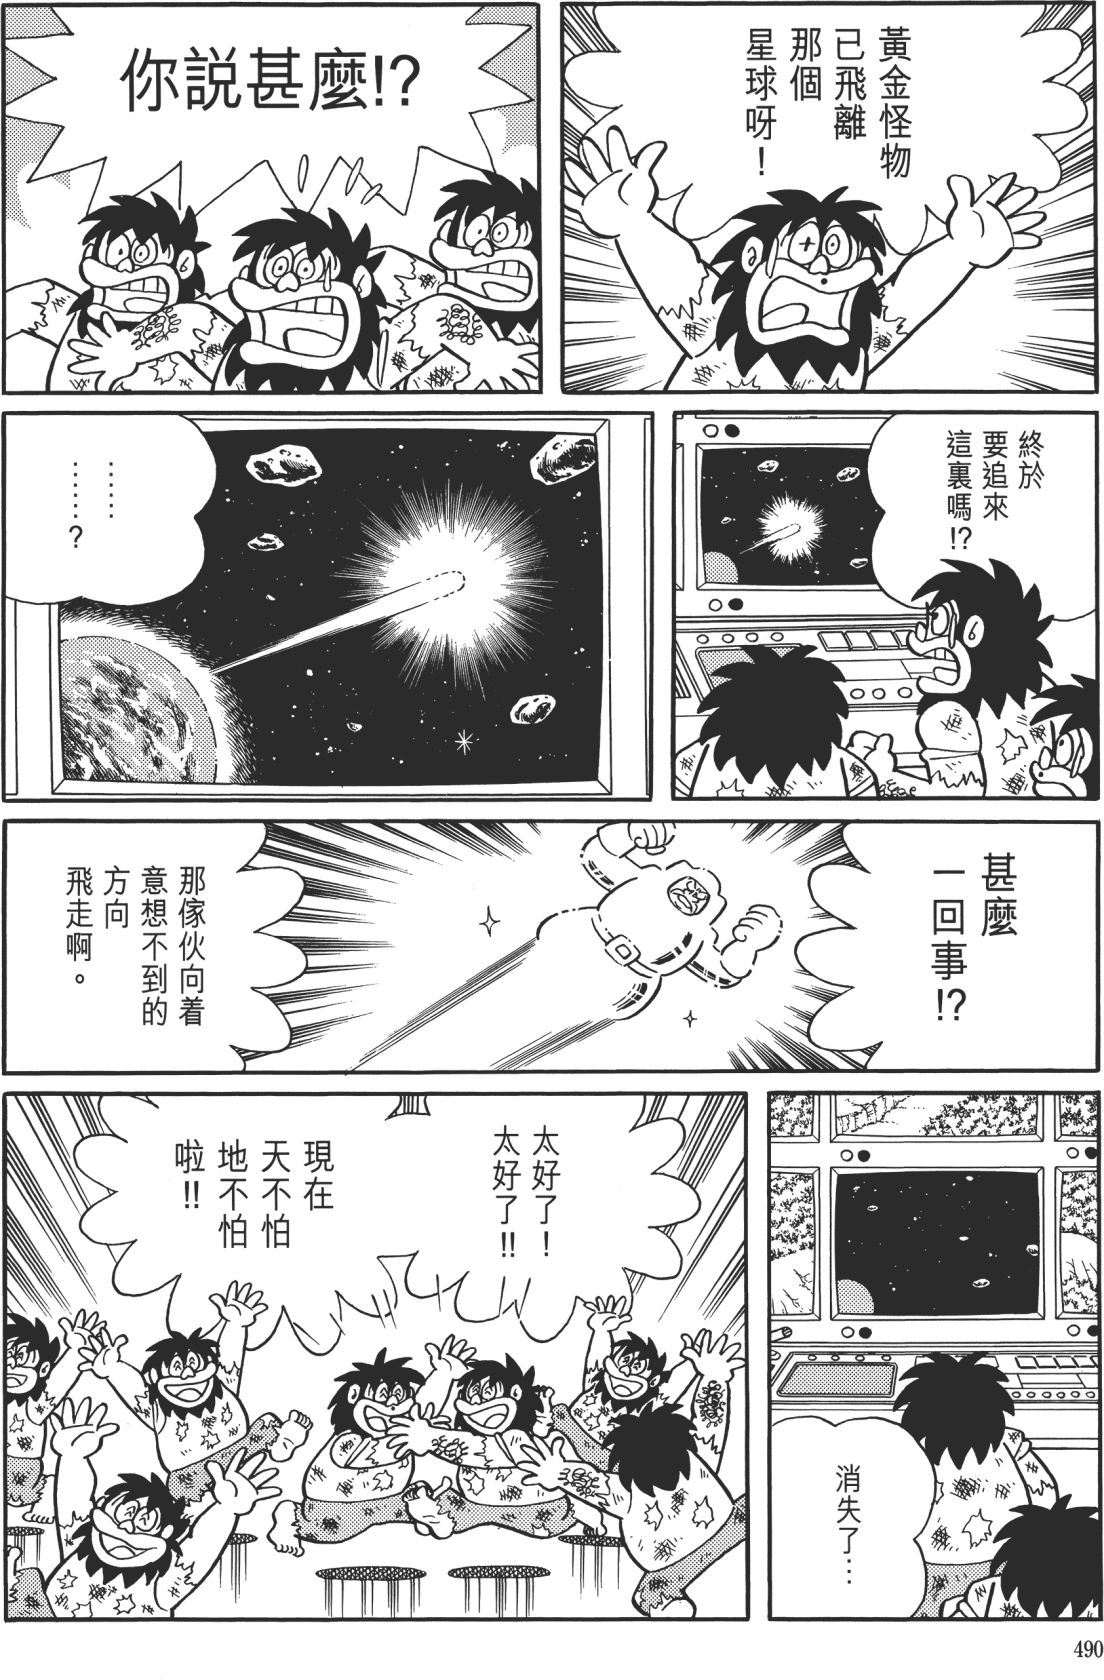 黃金怪物
已飛離
那個
星球呀!
你説甚麼!?
終於
要追來
這裏嗎!?
……
……?
甚麼
一回事!?
那傢伙向着
意想不到的
方向
飛走啊。
消失了…
太好了!
太好了!!
現在
天不怕
地不怕
啦!!
490